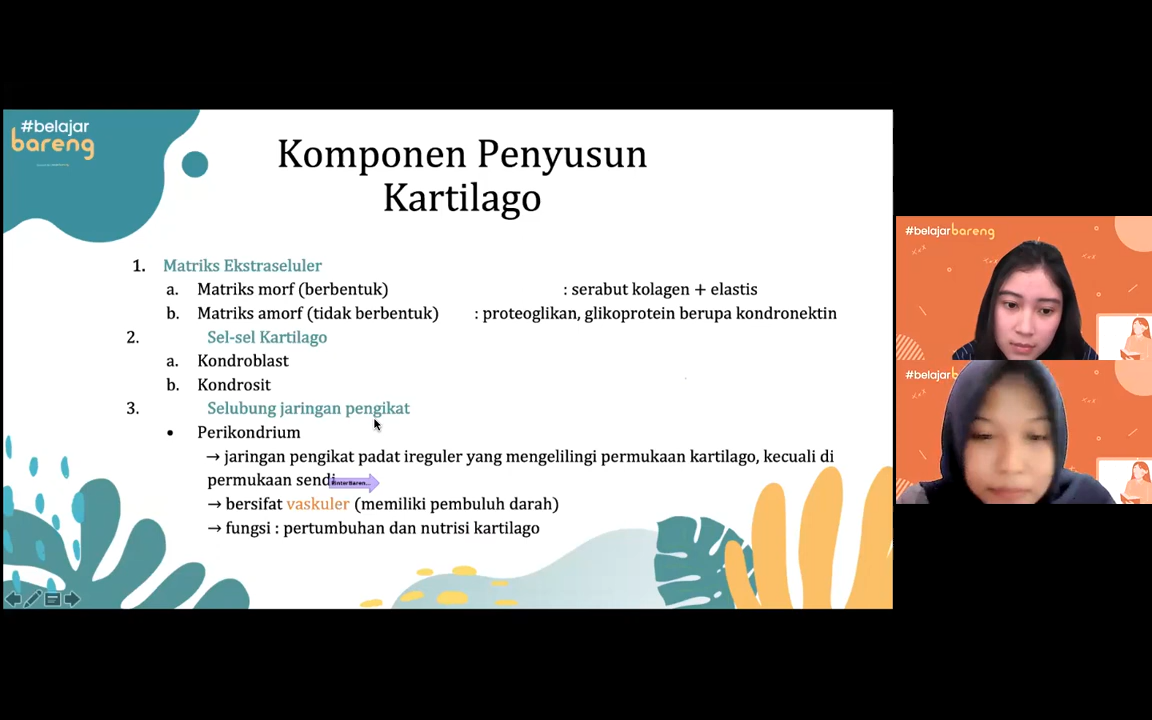 #belajar
bareng
Komponen Penyusun
Kartilago
1. Matriks Ekstraseluler
a. Matriks morf (berbentuk) : serabut kolagen + elastis
b. Matriks amorf (tidak berbentuk) : proteoglikan, glikoprotein berupa kondronektin
2. Sel-sel Kartilago
a. Kondroblast
b. Kondrosit
3. Selubung jaringan pengikat
• Perikondrium
→ jaringan pengikat padat ireguler yang mengelilingi permukaan kartilago, kecuali di
permukaan sendi
→ bersifat vaskuler (memiliki pembuluh darah)
→ fungsi : pertumbuhan dan nutrisi kartilago
#belajarbareng
#belajar